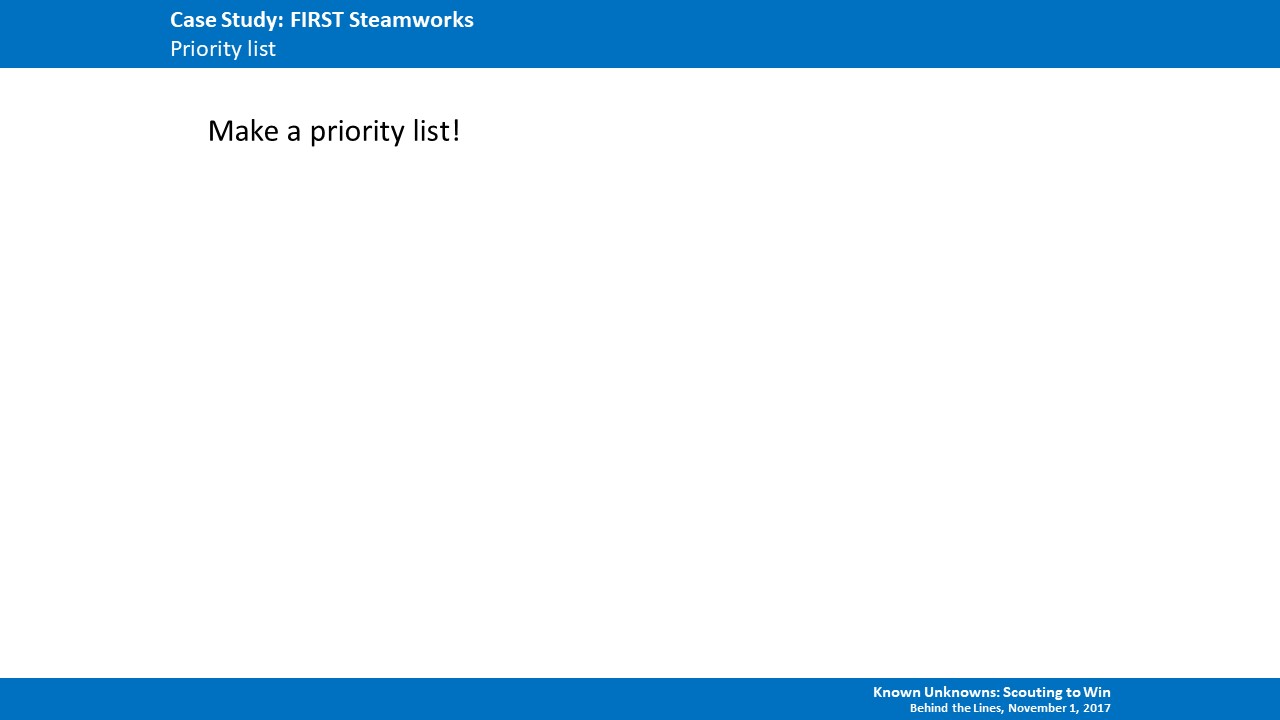 Case Study: FIRST Steamworks
Priority list
Make a priority list!
Known Unknowns: Scouting to Win
Behind the Lines, November 1, 2017